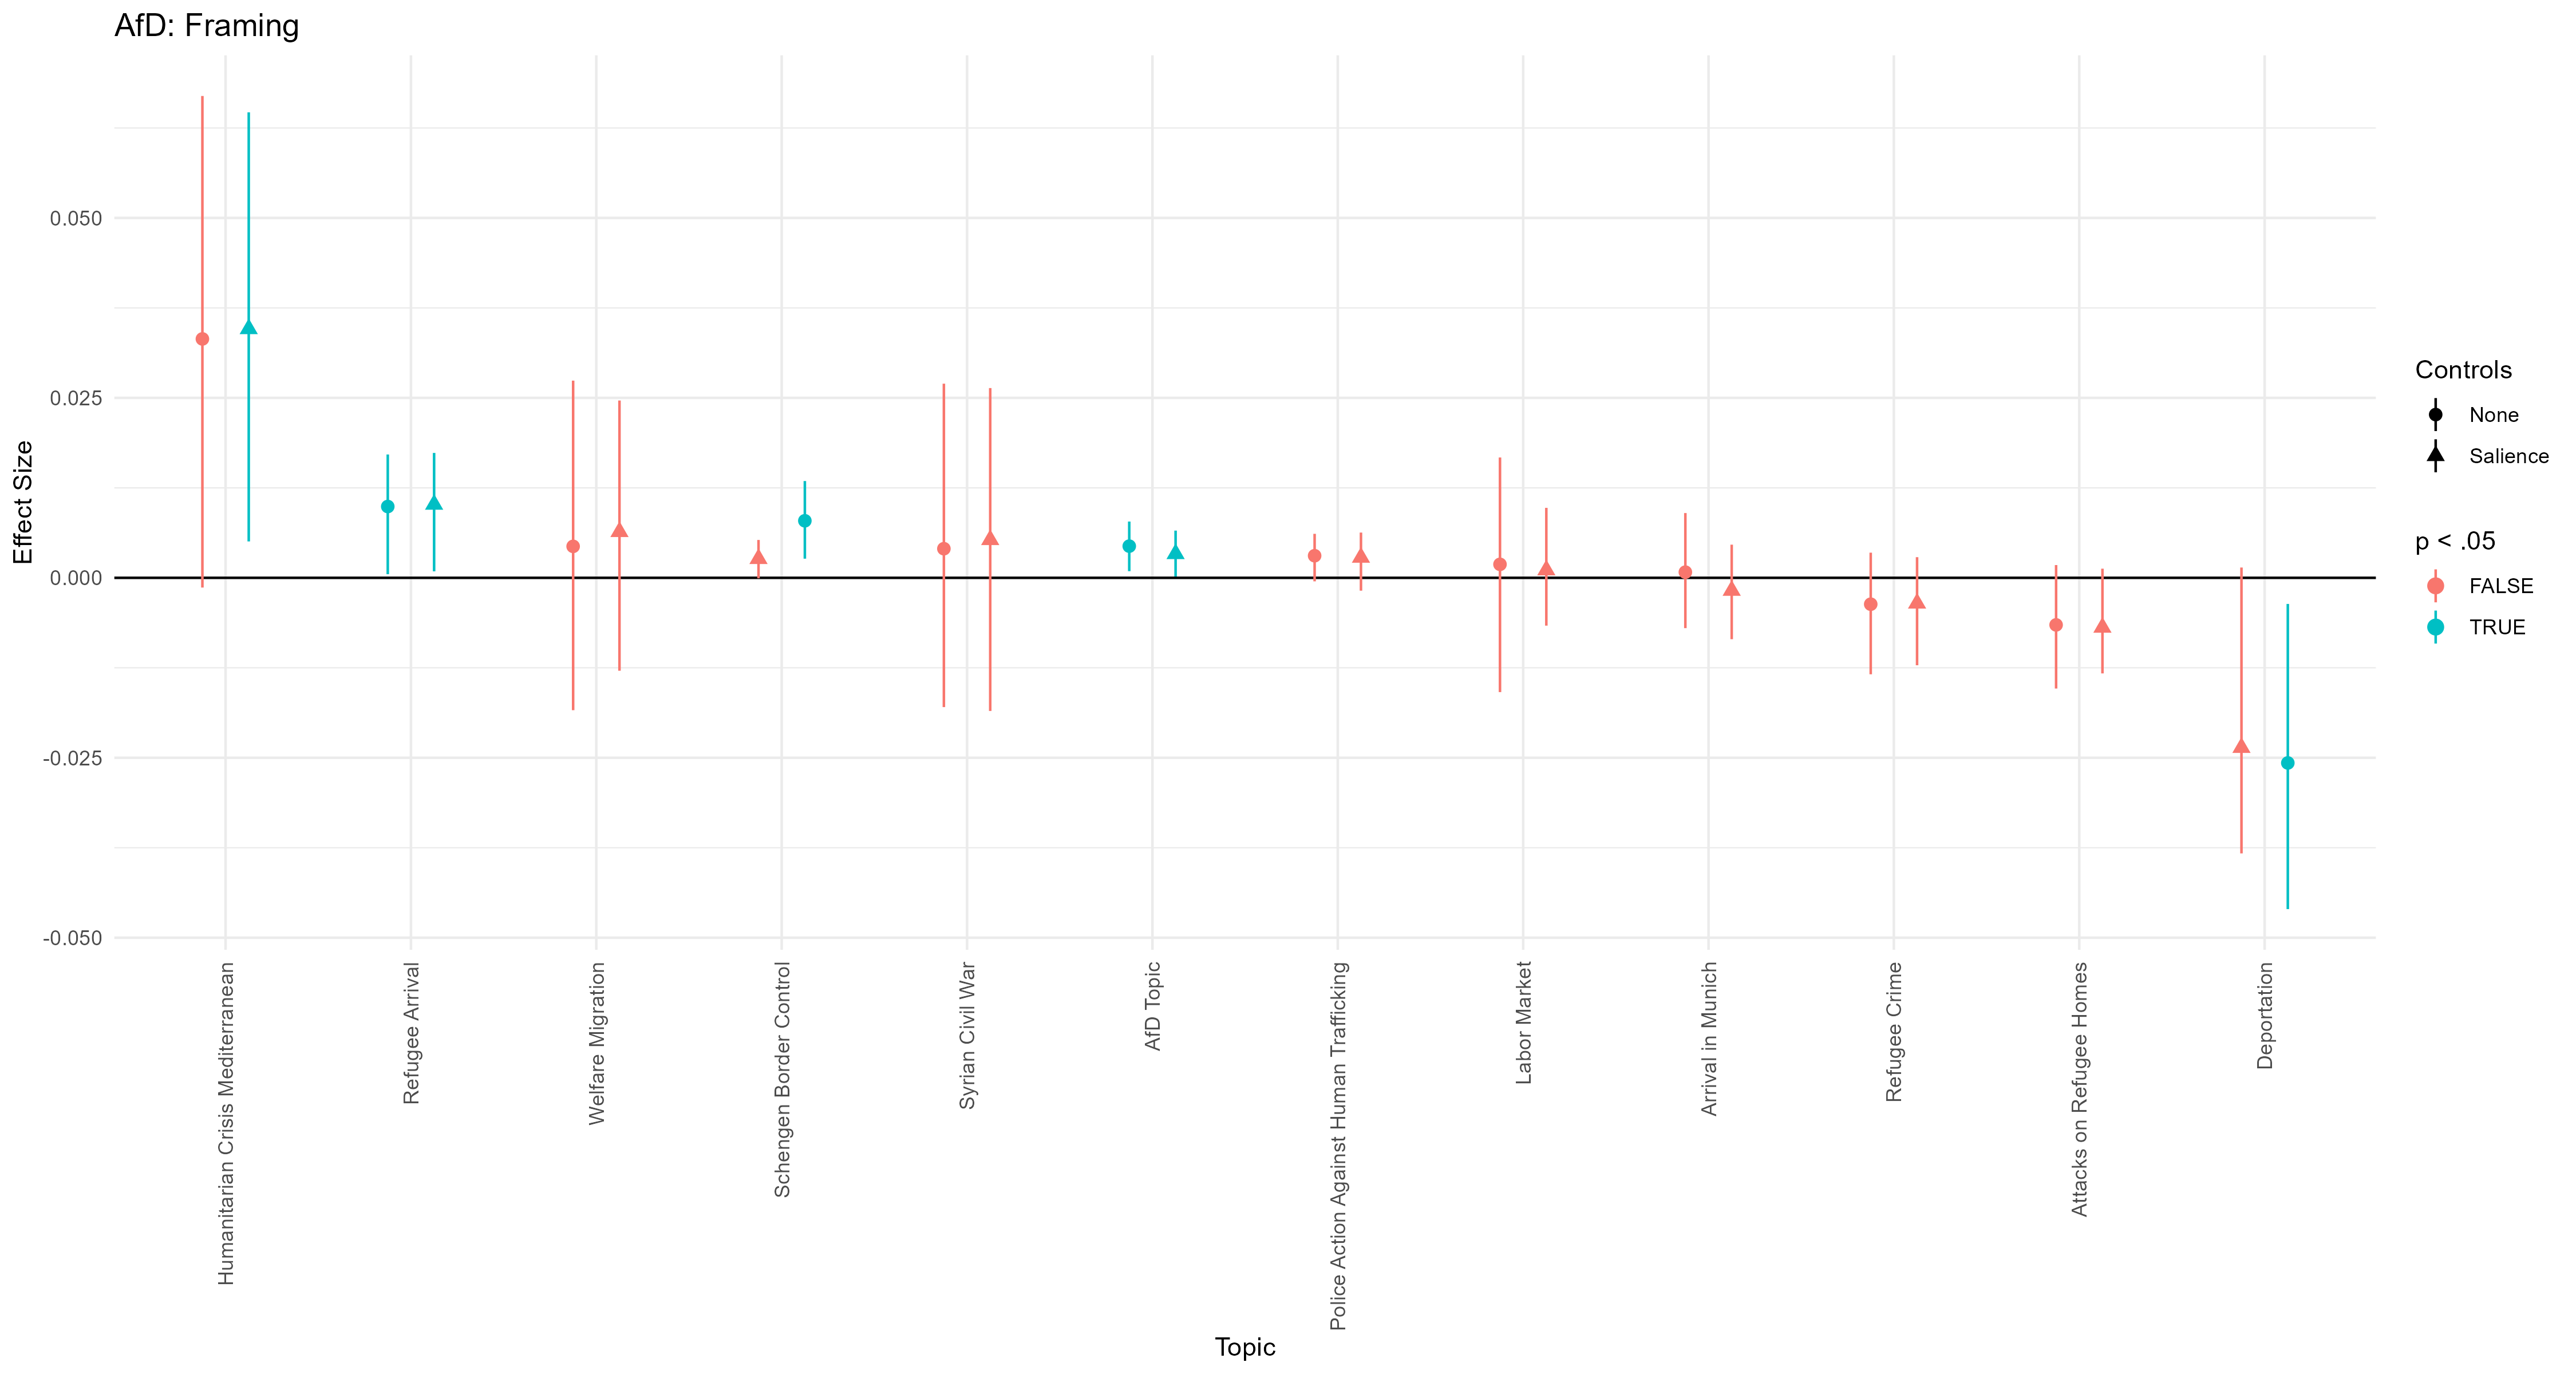 AfD: Framing
Effect Size
0.050
0.025
0.000
-0.025
-0.050
Humanitarian Crisis Mediterranean
Refugee Arrival
Welfare Migration
Schengen Border Control
Syrian Civil War
AfD Topic
Police Action Against Human Trafficking
Labor Market
Arrival in Munich
Refugee Crime
Attacks on Refugee Homes
Deportation
Topic
Controls
None
Salience
p < .05
FALSE
TRUE